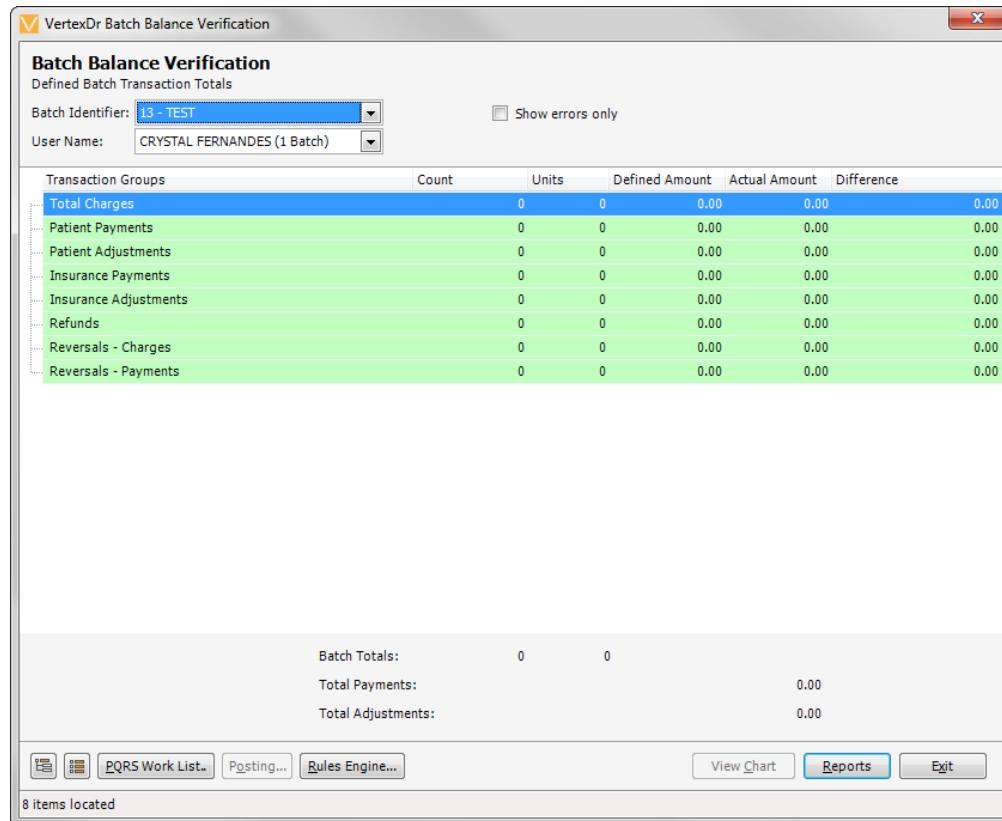 VertexDr Batch Balance Verification
Batch Balance Verification
Defined Batch Transaction Totals
Batch Identifier: 13 - TEST Show errors only
User Name: CRYSTAL FERNANDES (1 Batch)
Transaction Groups Count Units Defined Amount Actual Amount Difference
Total Charges 0 0 0.00 0.00 0.00
Patient Payments 0 0 0.00 0.00 0.00
Patient Adjustments 0 0 0.00 0.00 0.00
Insurance Payments 0 0 0.00 0.00 0.00
Insurance Adjustments 0 0 0.00 0.00 0.00
Refunds 0 0 0.00 0.00 0.00
Reversals - Charges 0 0 0.00 0.00 0.00
Reversals - Payments 0 0 0.00 0.00 0.00
Batch Totals: 0 0
Total Payments: 0.00
Total Adjustments: 0.00
PQRS Work List.. Posting... Rules Engine... View Chart Reports Exit
8 items located